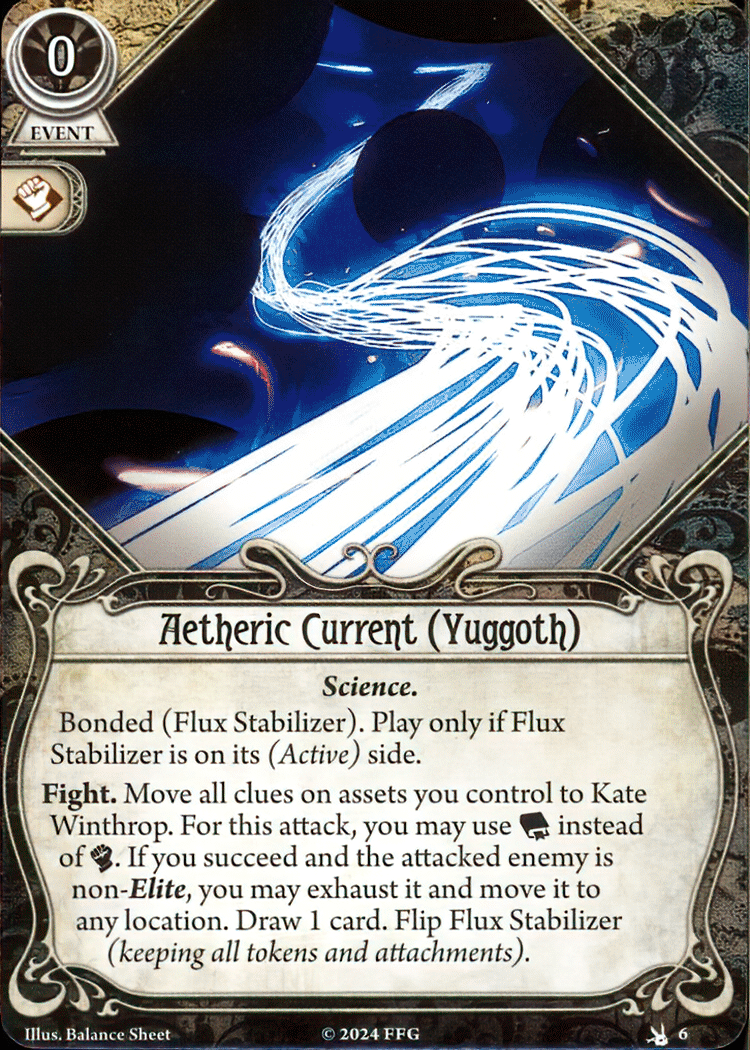 0
EVENT
Aetheric Current (Yuggoth)
Science.
Bonded (Flux Stabilizer). Play only if Flux
Stabilizer is on its (Active) side.
Fight. Move all clues on assets you control to Kate
Winthrop. For this attack, you may use instead
of . If you succeed and the attacked enemy is
non-Elite, you may exhaust it and move it to
any location. Draw 1 card. Flip Flux Stabilizer
(keeping all tokens and attachments).
Illus. Balance Sheet
© 2024 FFG
6